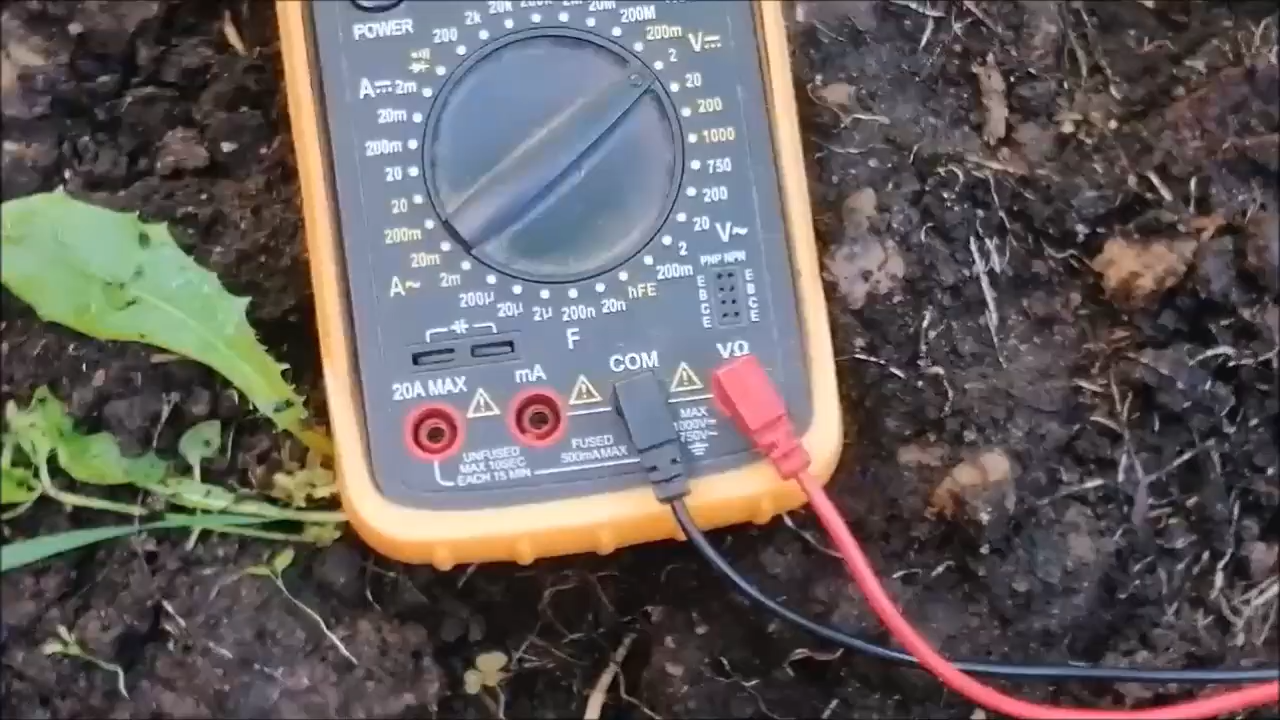 POWER
200
2k
20k
200k
2M
20M
200M
200m
V
2
20
200
1000
750
200
20
V~
2
200m
A
2m
20m
200m
20
20
200m
20m
2m
A~
200µ
20µ
2µ
200n
20n
hFE
F
PNP NPN
E
B
C
E
E
B
C
E
20A MAX
mA
COM
VΩ
UNFUSED
MAX 10SEC
EACH 15 MIN
FUSED
500mA MAX
MAX
1000V
750V~